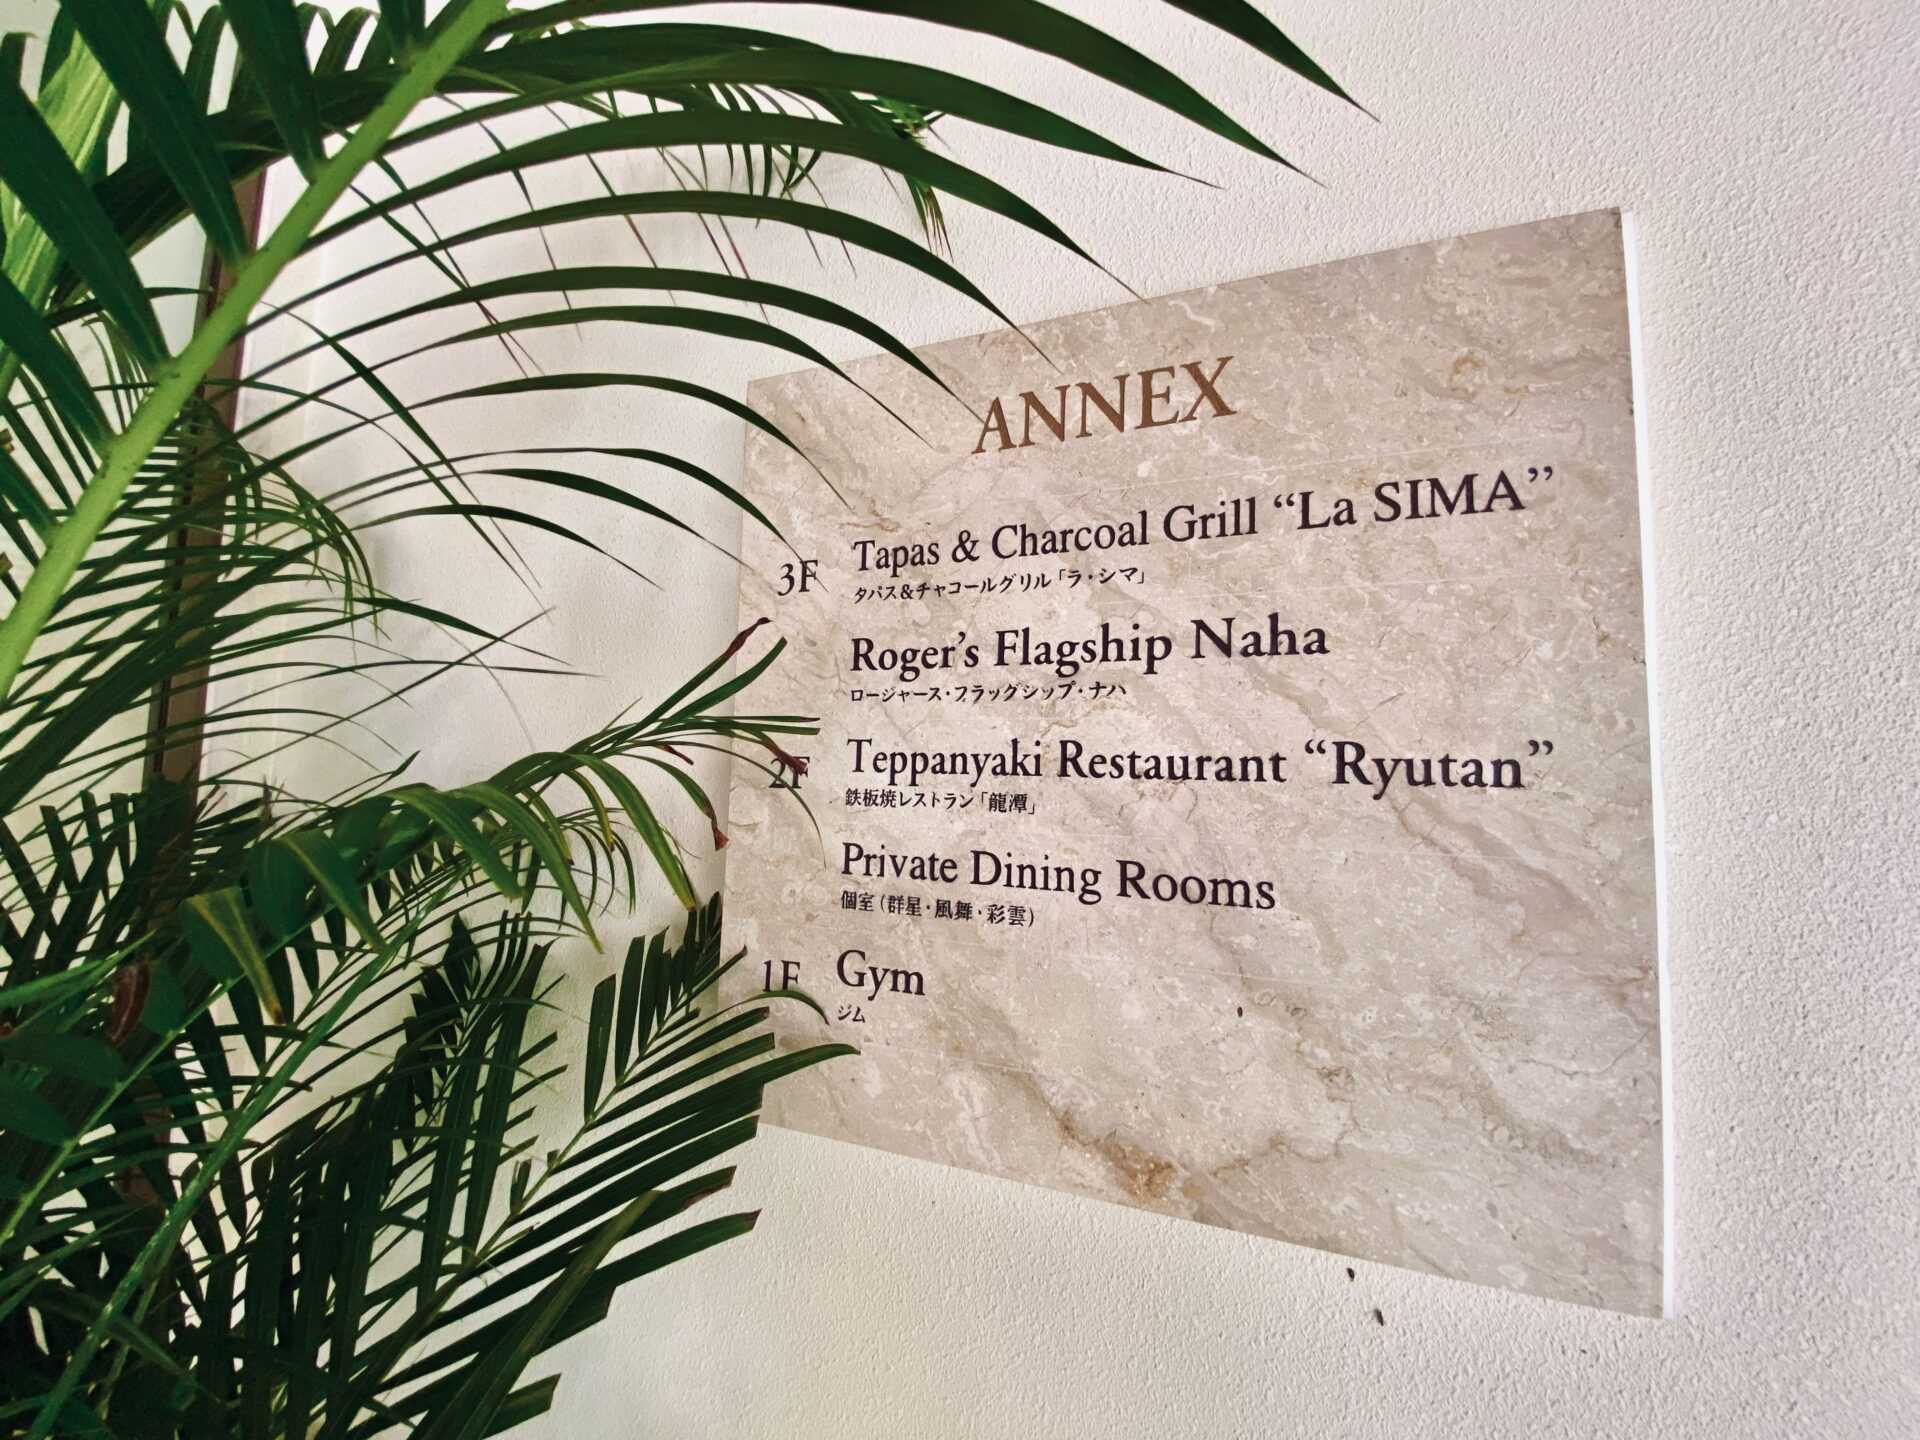 ANNEX
3F Tapas & Charcoal Grill “La SIMA”
タパス&チャコールグリル「ラ・シマ」
Roger’s Flagship Naha
ロージャース・フラッグシップ・ナハ
2F Teppanyaki Restaurant “Ryutan”
鉄板焼レストラン「龍潭」
Private Dining Rooms
個室(群星・風舞・彩雲)
1F Gym
ジム